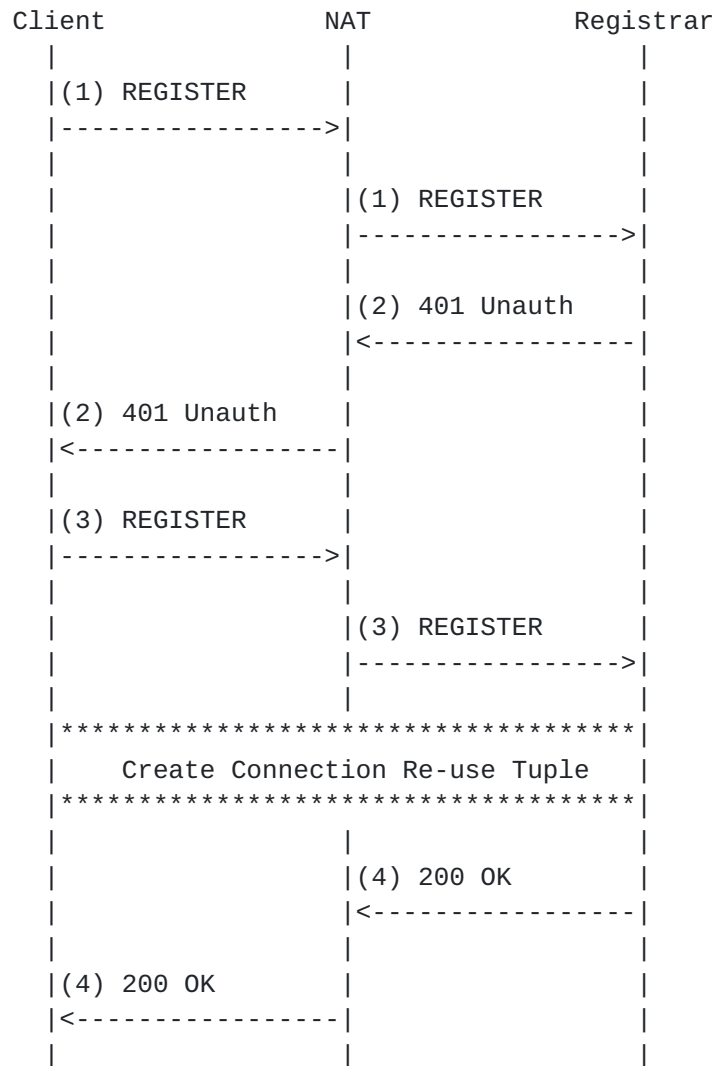 Client NAT Registrar
(1) REGISTER
(1) REGISTER
(2) 401 Unauth
(2) 401 Unauth
(3) REGISTER
(3) REGISTER
*************************************
Create Connection Re-use Tuple
*************************************
(4) 200 OK
(4) 200 OK